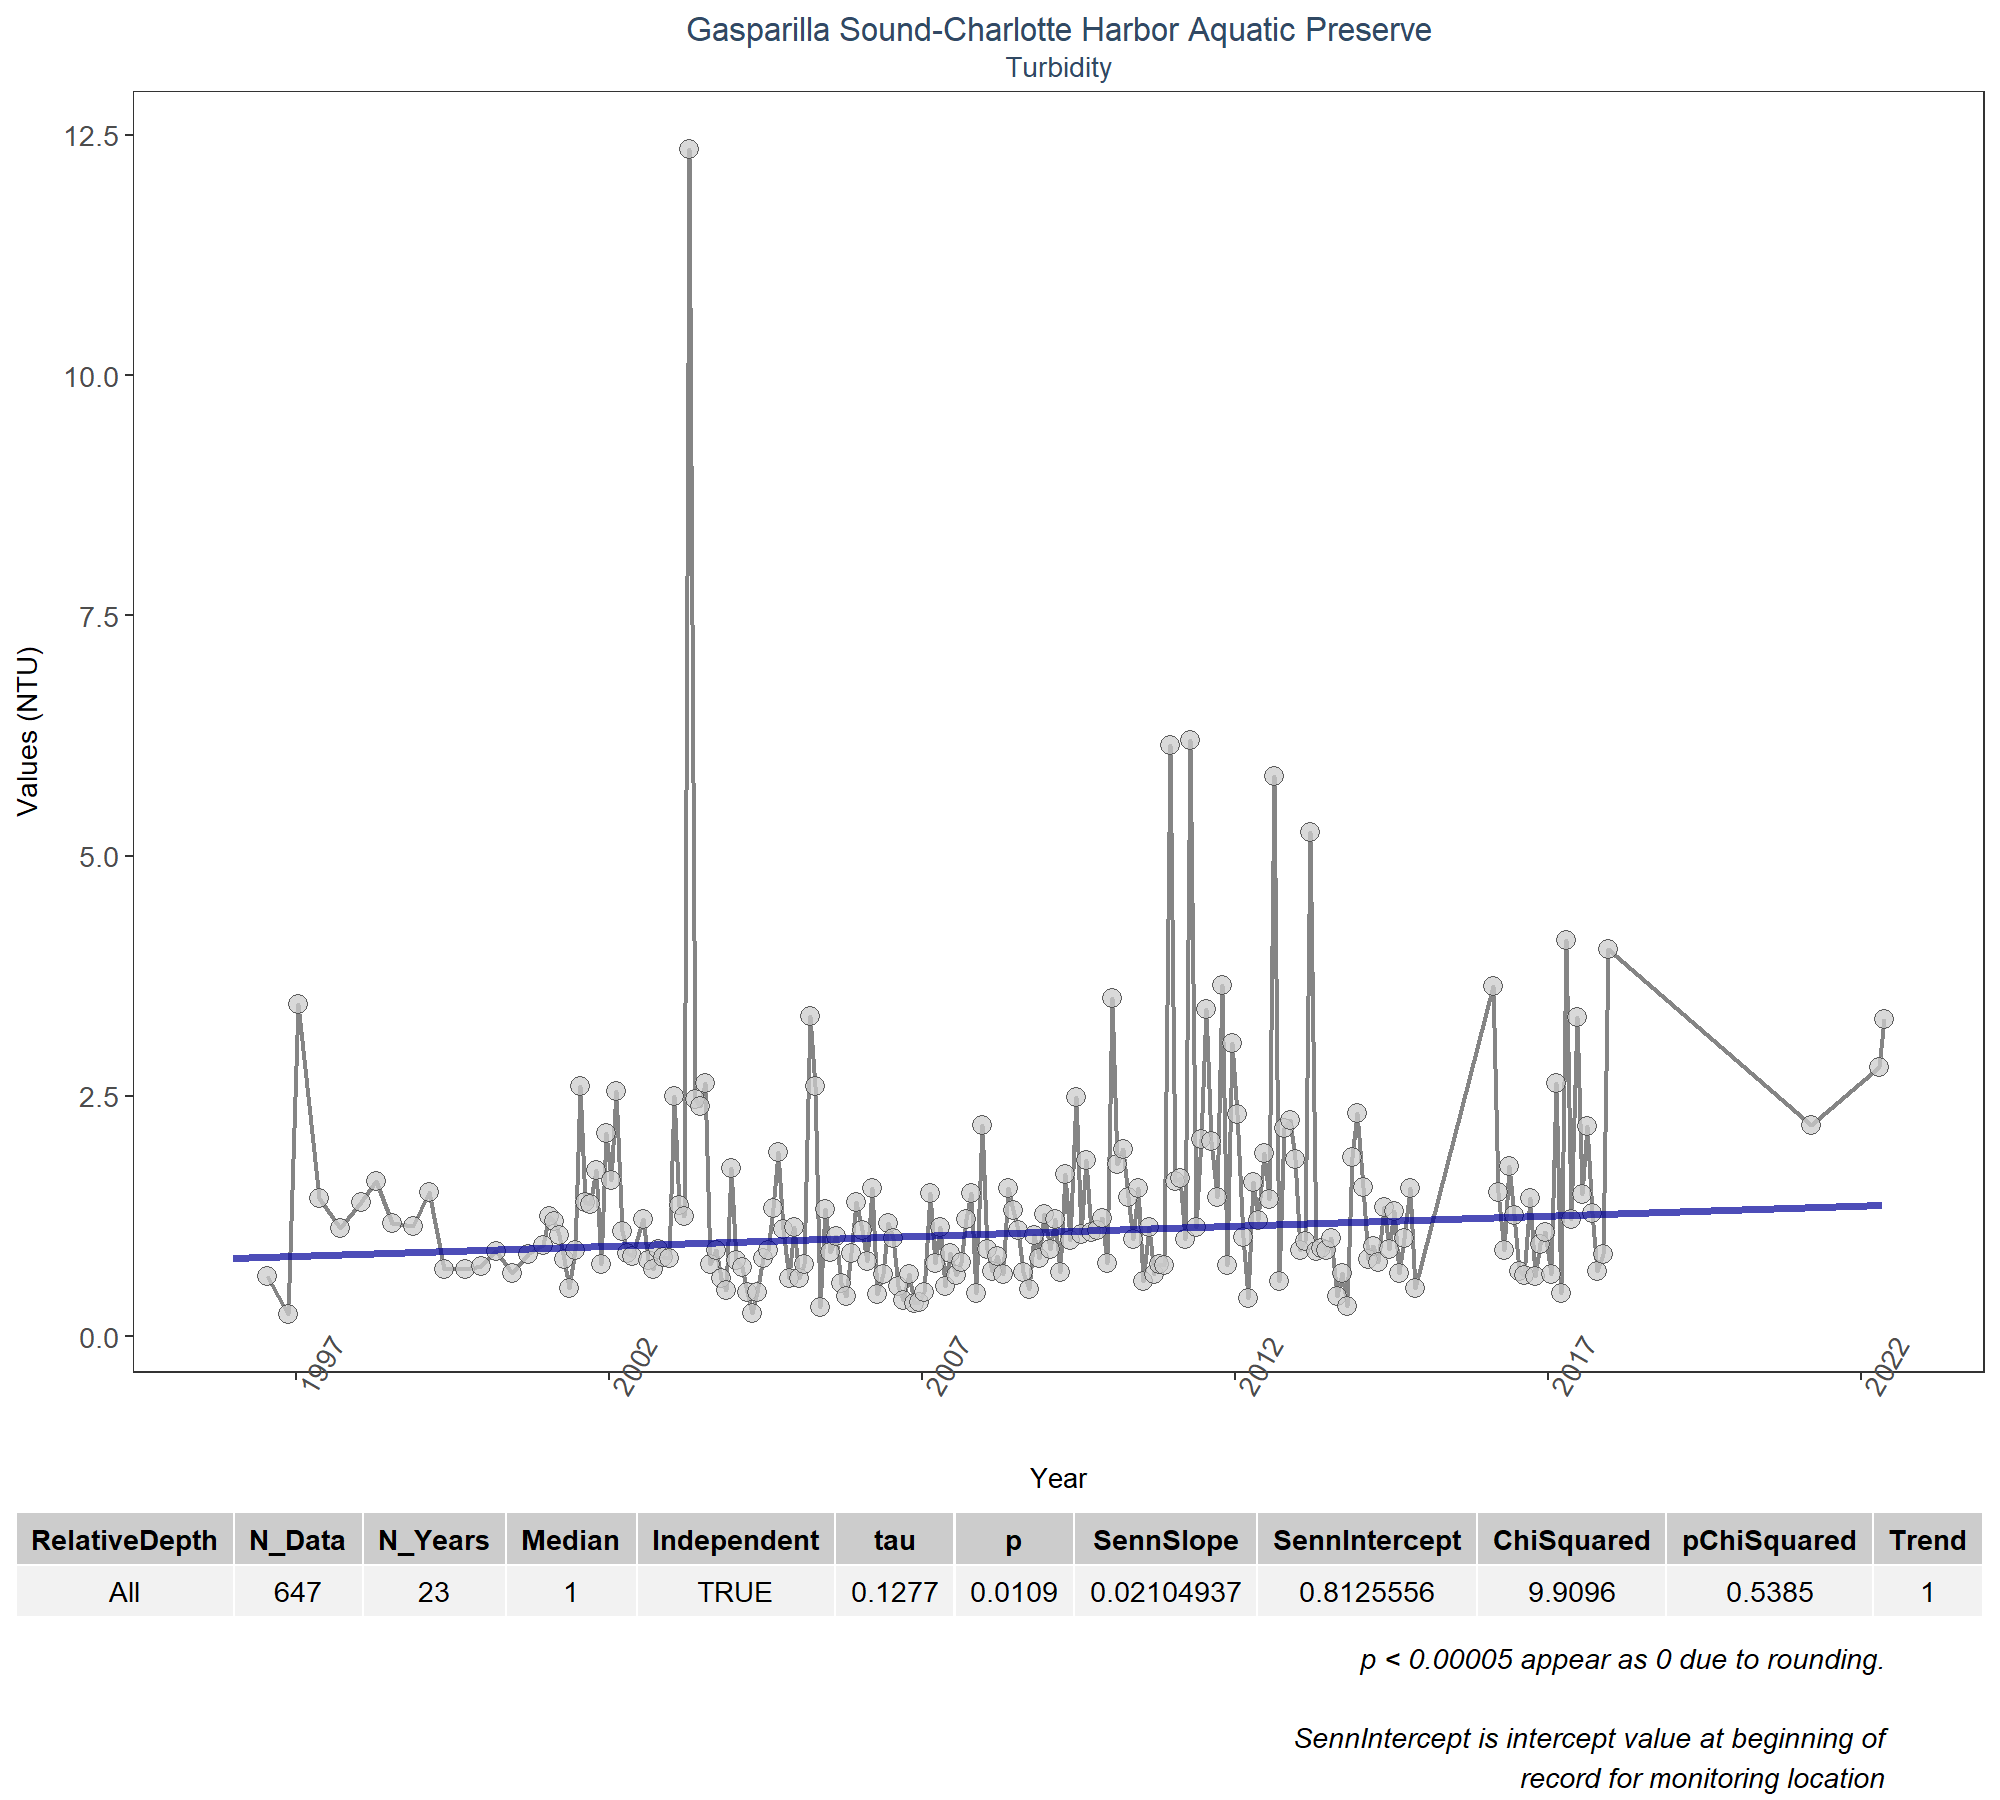 Gasparilla Sound-Charlotte Harbor Aquatic Preserve
Turbidity
Values (NTU)
12.5
10.0
7.5
5.0
2.5
0.0
1997 2002 2007 2012 2017 2022
Year
RelativeDepth N_Data N_Years Median Independent tau p SennSlope SennIntercept ChiSquared pChiSquared Trend
All 647 23 1 TRUE 0.1277 0.0109 0.02104937 0.8125556 9.9096 0.5385 1
p < 0.00005 appear as 0 due to rounding.
SennIntercept is intercept value at beginning of
record for monitoring location